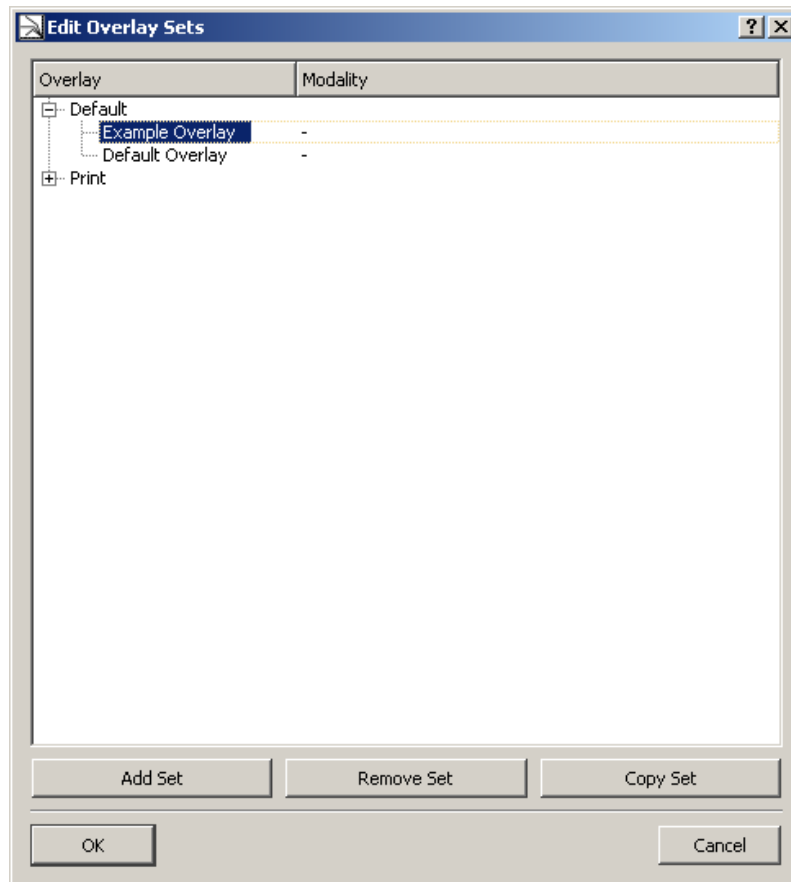 Edit Overlay Sets
Overlay Modality
Default
Example Overlay -
Default Overlay -
Print
Add Set Remove Set Copy Set
OK Cancel